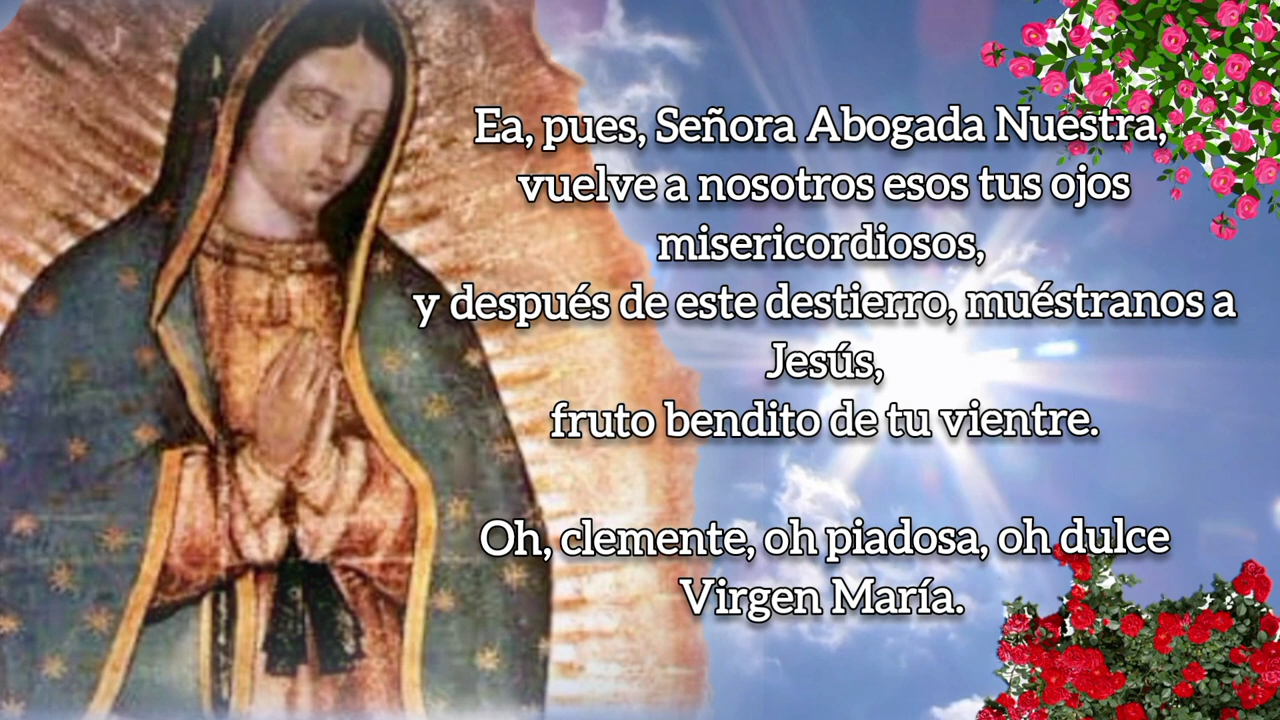 Ea, pues, Señora Abogada Nuestra,
vuelve a nosotros esos tus ojos
misericordiosos,
y después de este destierro, muéstranos a
Jesús,
fruto bendito de tu vientre.
Oh, clemente, oh piadosa, oh dulce
Virgen María.